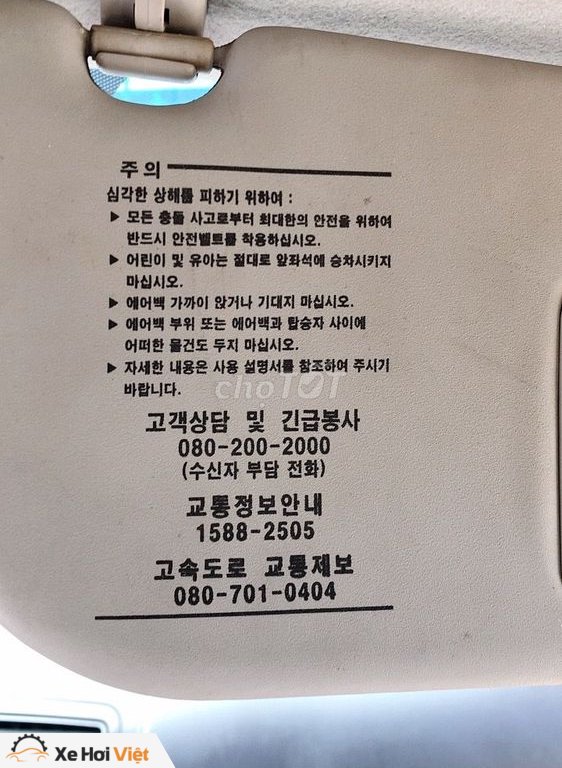 주 의
심각한 상해를 피하기 위하여 :
▶ 모든 충돌 사고로부터 최대한의 안전을 위하여
반드시 안전벨트를 착용하십시오.
▶ 어린이 및 유아는 절대로 앞좌석에 승차시키지
마십시오.
▶ 에어백 가까이 앉거나 기대지 마십시오.
▶ 에어백 부위 또는 에어백과 탑승자 사이에
어떠한 물건도 두지 마십시오.
▶ 자세한 내용은 사용 설명서를 참조하여 주시기
바랍니다.
chợTỐT
고객상담 및 긴급봉사
080-200-2000
(수신자 부담 전화)
교통정보안내
1588-2505
고속도로 교통제보
080-701-0404
Xe Hơi Việt